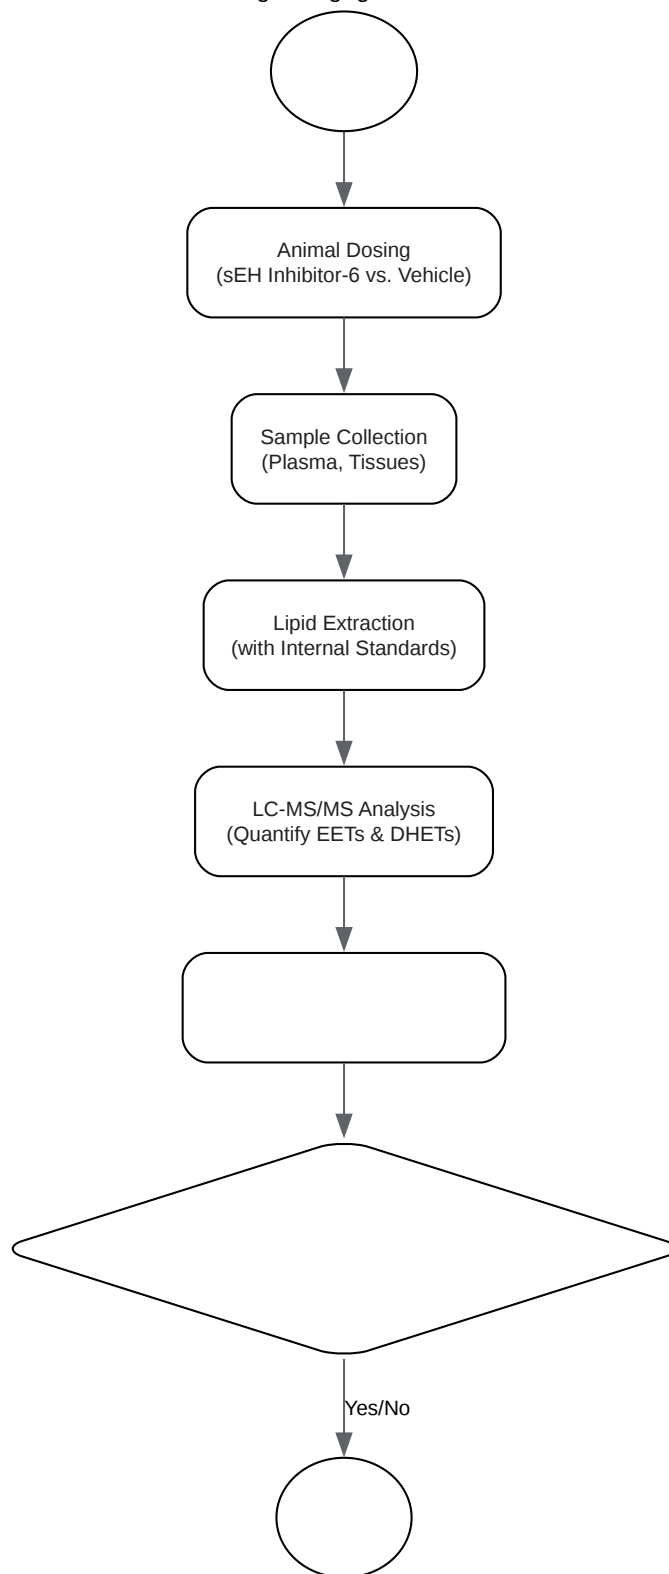 Animal Dosing
(sEH Inhibitor-6 vs. Vehicle)
Sample Collection
(Plasma, Tissues)
Lipid Extraction
(with Internal Standards)
LC-MS/MS Analysis
(Quantify EETs & DHETs)
Yes/No